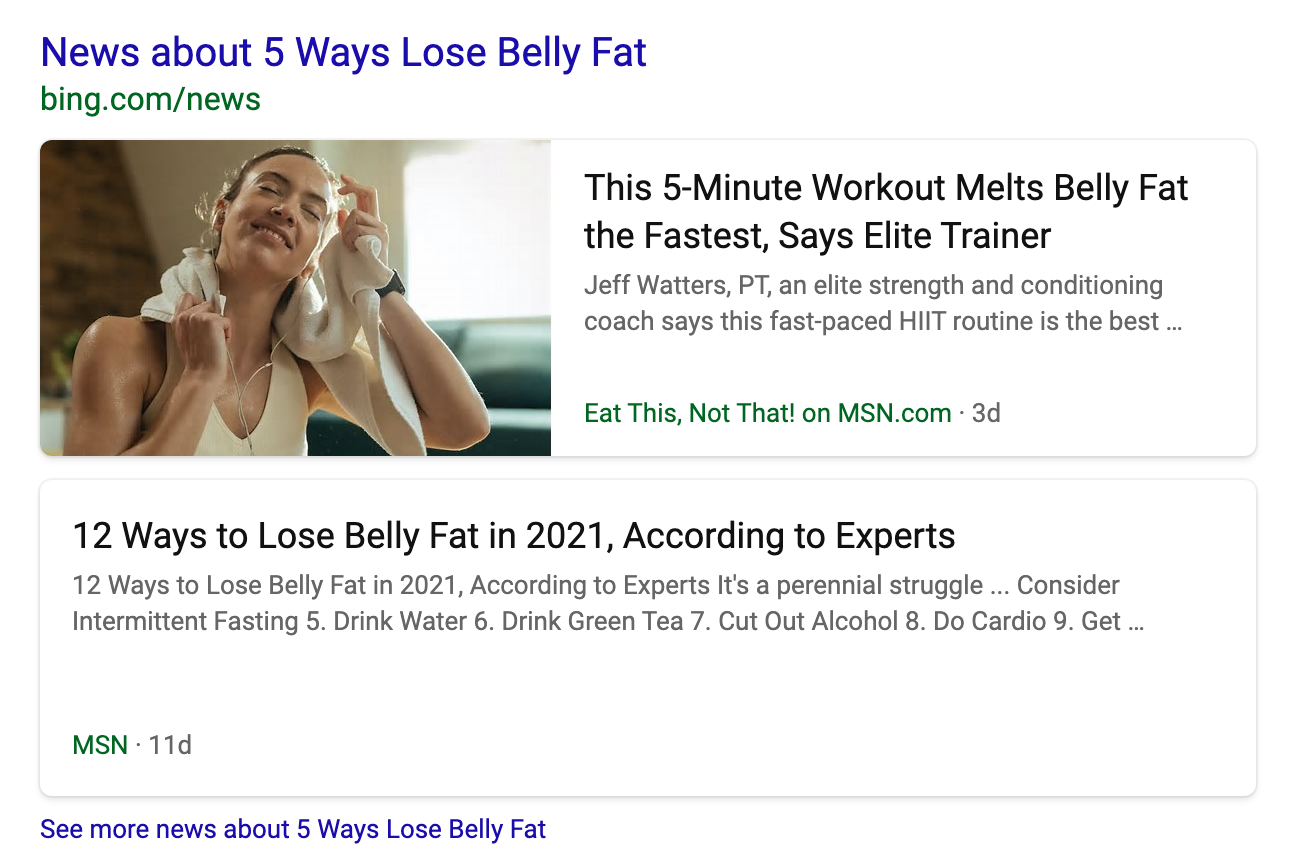 News about 5 Ways Lose Belly Fat
bing.com/news
This 5-Minute Workout Melts Belly Fat
the Fastest, Says Elite Trainer
Jeff Watters, PT, an elite strength and conditioning
coach says this fast-paced HIIT routine is the best ...
Eat This, Not That! on MSN.com · 3d
12 Ways to Lose Belly Fat in 2021, According to Experts
12 Ways to Lose Belly Fat in 2021, According to Experts It's a perennial struggle ... Consider
Intermittent Fasting 5. Drink Water 6. Drink Green Tea 7. Cut Out Alcohol 8. Do Cardio 9. Get ...
MSN · 11d
See more news about 5 Ways Lose Belly Fat